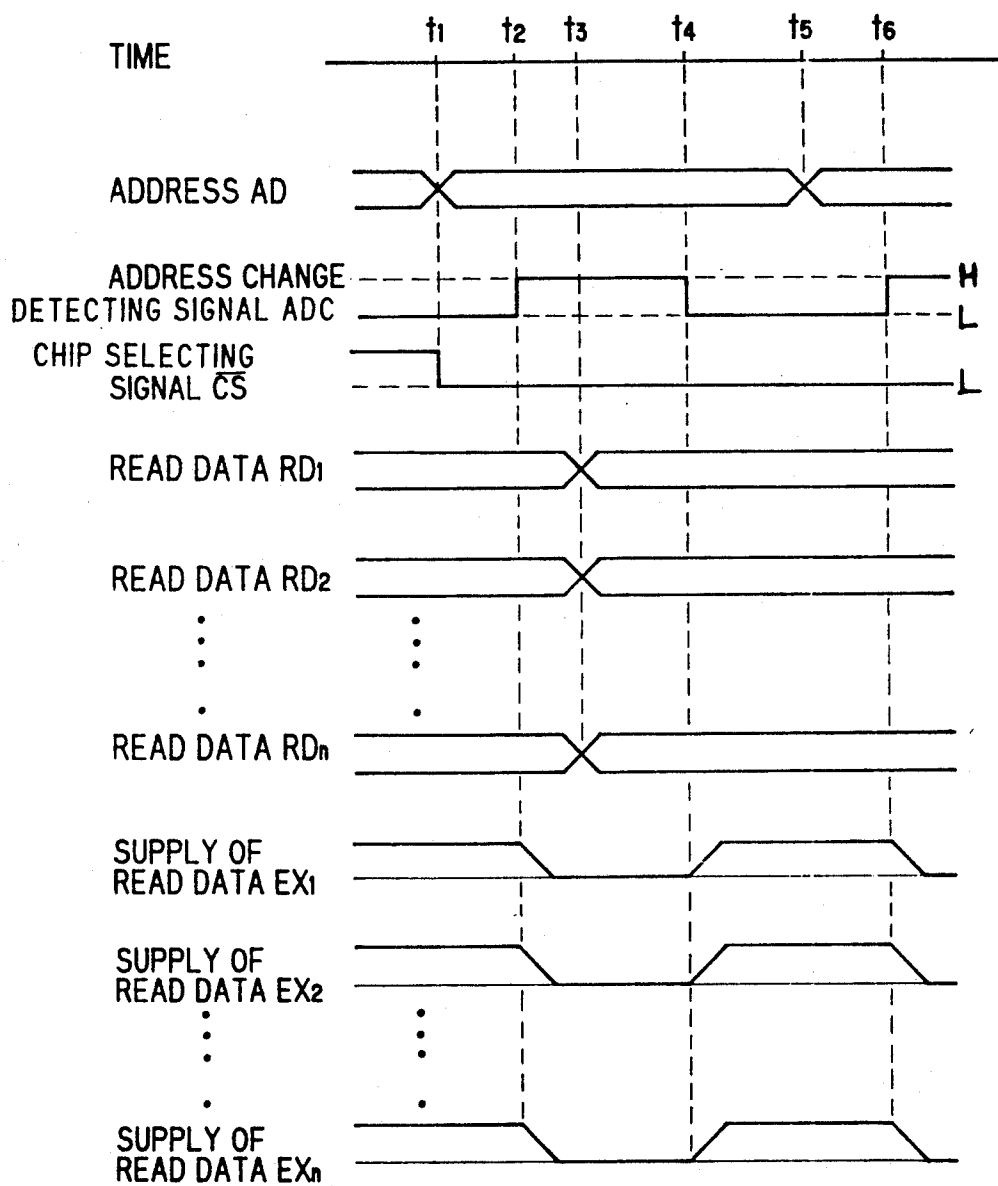 t1 t2 t3 t4 t5 t6
TIME
ADDRESS AD
ADDRESS CHANGE H
DETECTING SIGNAL ADC L
CHIP SELECTING
SIGNAL C̅S̅ L
READ DATA RD1
READ DATA RD2
READ DATA RDn
SUPPLY OF
READ DATA EX1
SUPPLY OF
READ DATA EX2
SUPPLY OF
READ DATA EXn